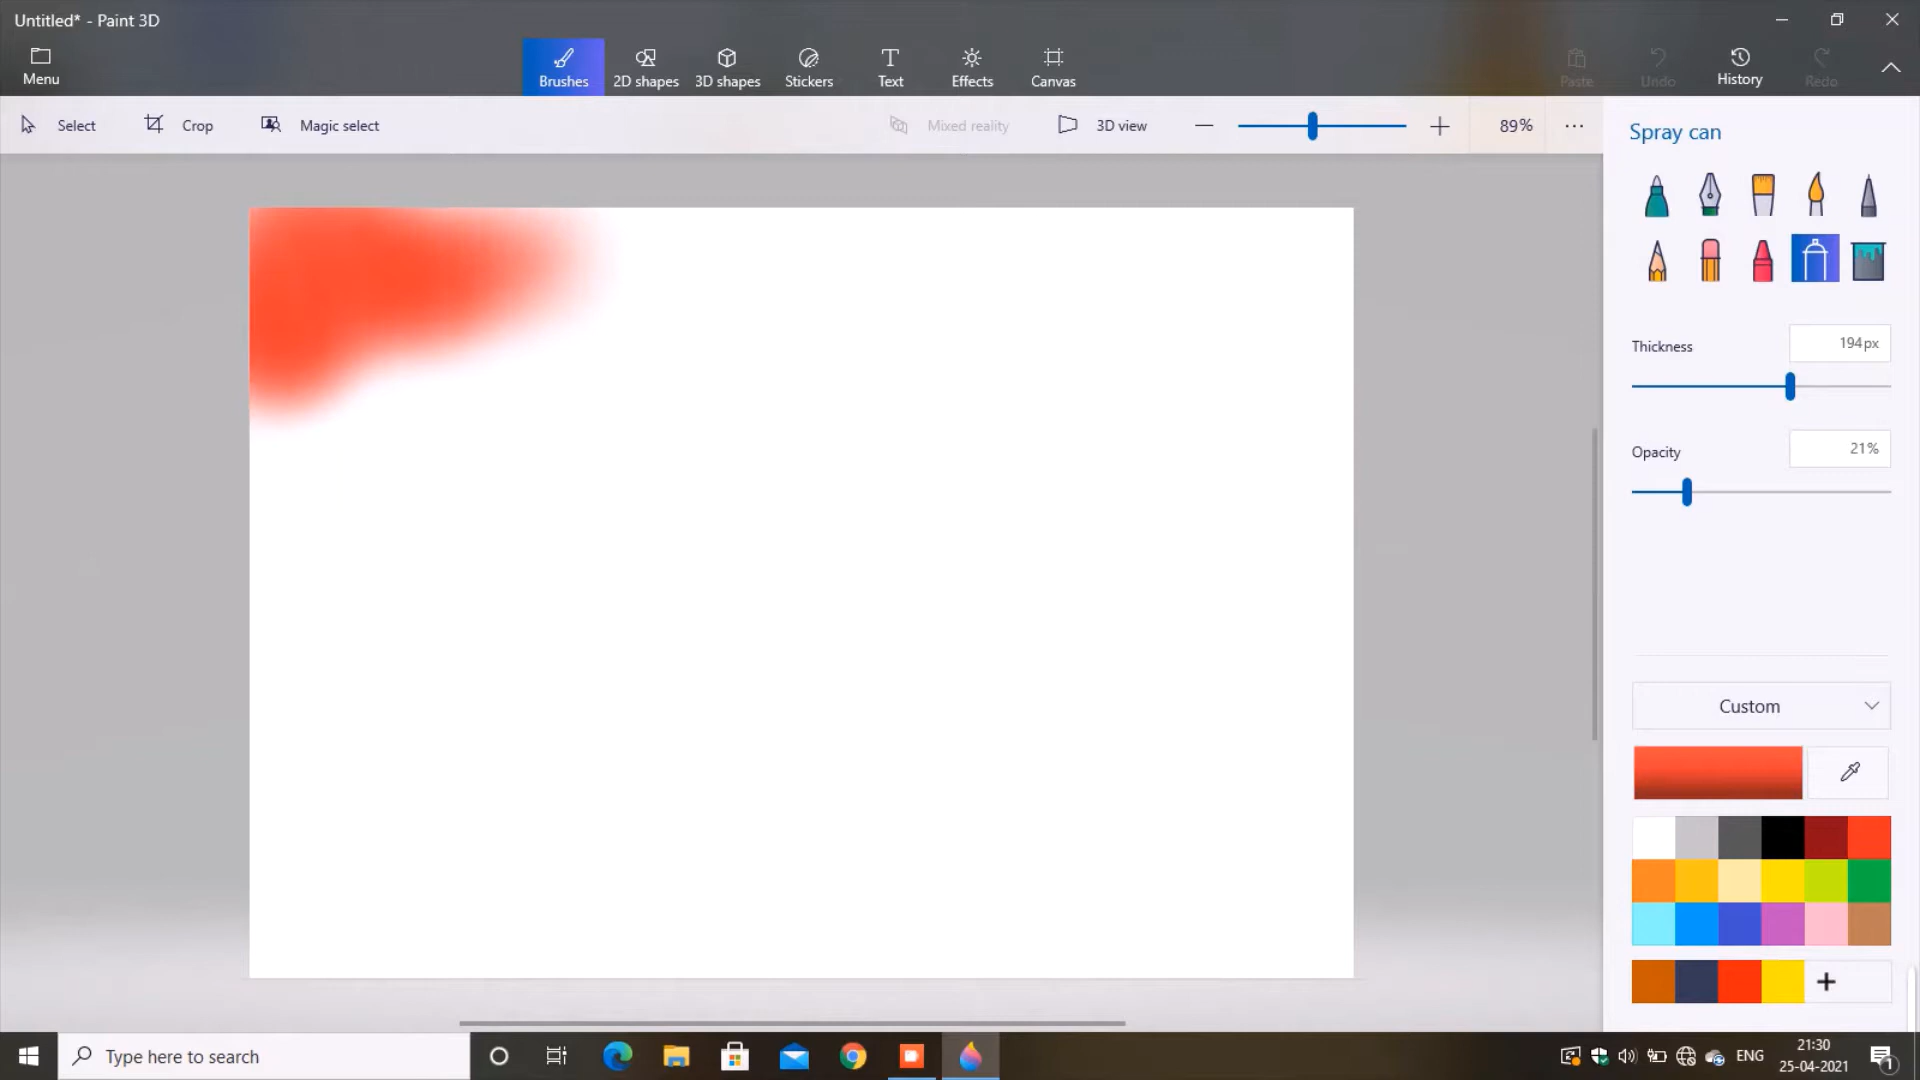 Untitled* - Paint 3D
Menu
Brushes
2D shapes
3D shapes
Stickers
Text
Effects
Canvas
Paste
Undo
History
Redo
Select
Crop
Magic select
Mixed reality
3D view
89%
Spray can
Thickness
194px
Opacity
21%
Custom
Type here to search
ENG
21:30
25-04-2021
1